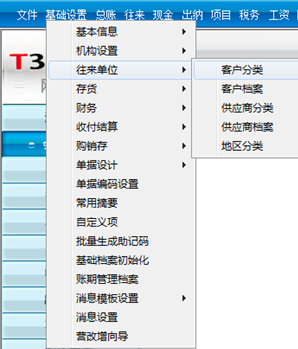 文件 基础设置 总账 往来 现金 出纳 项目 税务 工资
T3
基本信息
机构设置
往来单位
客户分类
存货
客户档案
财务
供应商分类
收付结算
供应商档案
购销存
地区分类
单据设计
单据编码设置
常用摘要
自定义项
批量生成助记码
基础档案初始化
账期管理档案
消息模板设置
消息设置
营改增向导